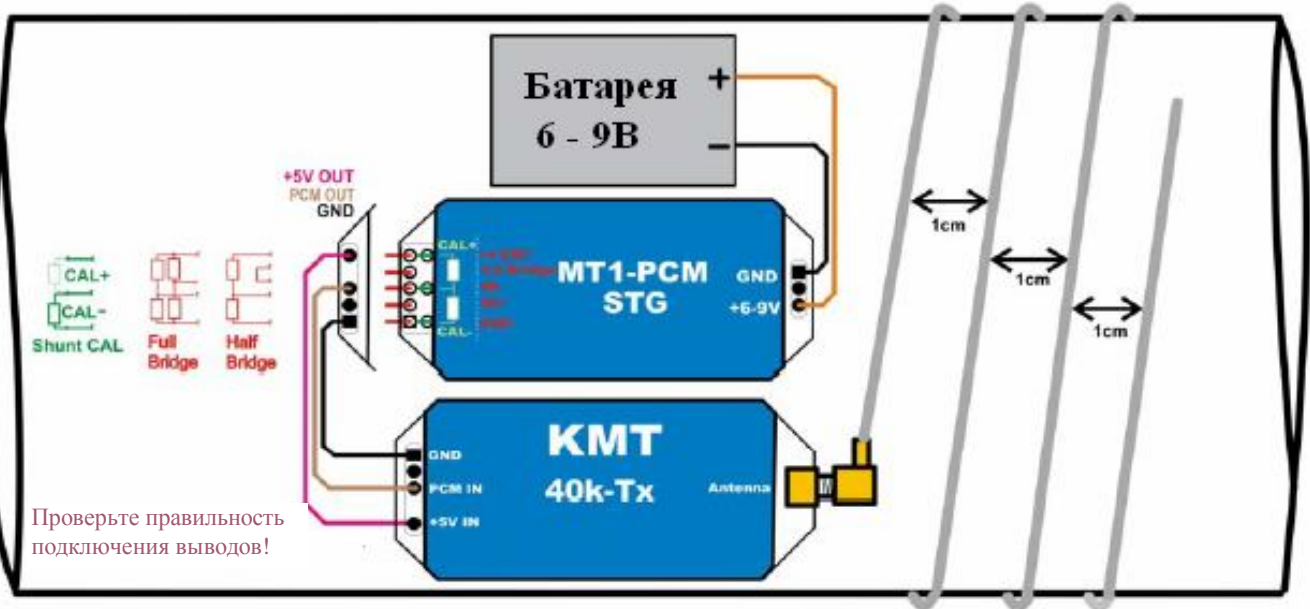 Батарея
6 - 9В
+
−
+5V OUT
PCM OUT
GND
CAL+
CAL-
Shunt CAL
Full
Bridge
Half
Bridge
CAL+
CAL-
MT1-PCM
STG
GND
+6-9V
1cm
1cm
1cm
KMT
40k-Tx
GND
PCM IN
+5V IN
Antenna
Проверьте правильность
подключения выводов!